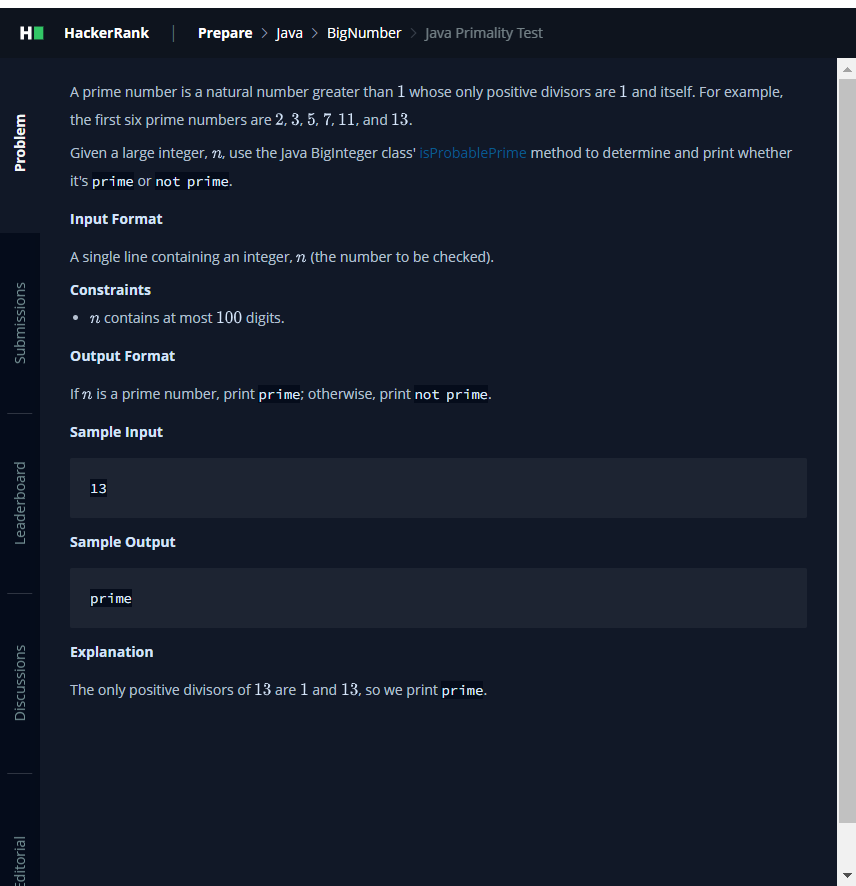 HackerRank | Prepare > Java > BigNumber > Java Primality Test
Problem
Submissions
Leaderboard
Discussions
Editorial
A prime number is a natural number greater than 1 whose only positive divisors are 1 and itself. For example,
the first six prime numbers are 2, 3, 5, 7, 11, and 13.
Given a large integer, n, use the Java BigInteger class' isProbablePrime method to determine and print whether
it's prime or not prime.
Input Format
A single line containing an integer, n (the number to be checked).
Constraints
• n contains at most 100 digits.
Output Format
If n is a prime number, print prime; otherwise, print not prime.
Sample Input
13
Sample Output
prime
Explanation
The only positive divisors of 13 are 1 and 13, so we print prime.